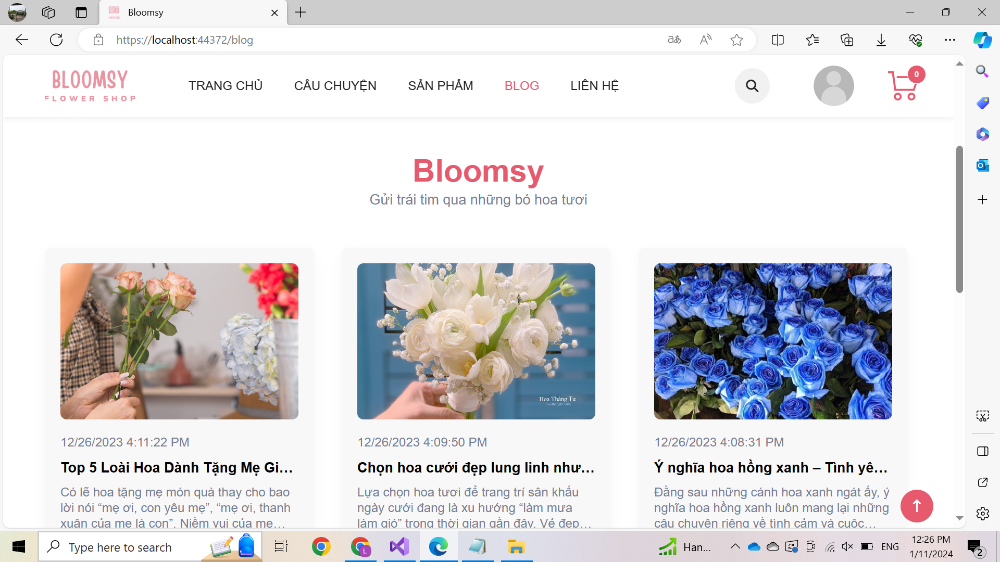 Bloomsy
https://localhost:44372/blog
BLOOMSY
FLOWER SHOP
TRANG CHỦ
CÂU CHUYỆN
SẢN PHẨM
BLOG
LIÊN HỆ
0
Bloomsy
Gửi trái tim qua những bó hoa tươi
Hoa Tháng Tư
hoathangtu.com
12/26/2023 4:11:22 PM
Top 5 Loài Hoa Dành Tặng Mẹ Gi...
Có lẽ hoa tặng mẹ món quà thay cho bao
lời nói “mẹ ơi, con yêu mẹ”, “mẹ ơi, thanh
xuân của mẹ là con”. Niềm vui của mẹ...
12/26/2023 4:09:50 PM
Chọn hoa cưới đẹp lung linh như...
Lựa chọn hoa tươi để trang trí sân khấu
ngày cưới đang là xu hướng “làm mưa
làm gió” trong thời gian gần đây. Vẻ đẹp...
12/26/2023 4:08:31 PM
Ý nghĩa hoa hồng xanh – Tình yê...
Đằng sau những cánh hoa xanh ngát ấy, ý
nghĩa hoa hồng xanh luôn mang lại những
câu chuyện riêng về tình cảm và cuộc...
Type here to search
L
Han...
ENG
12:26 PM
1/11/2024
2